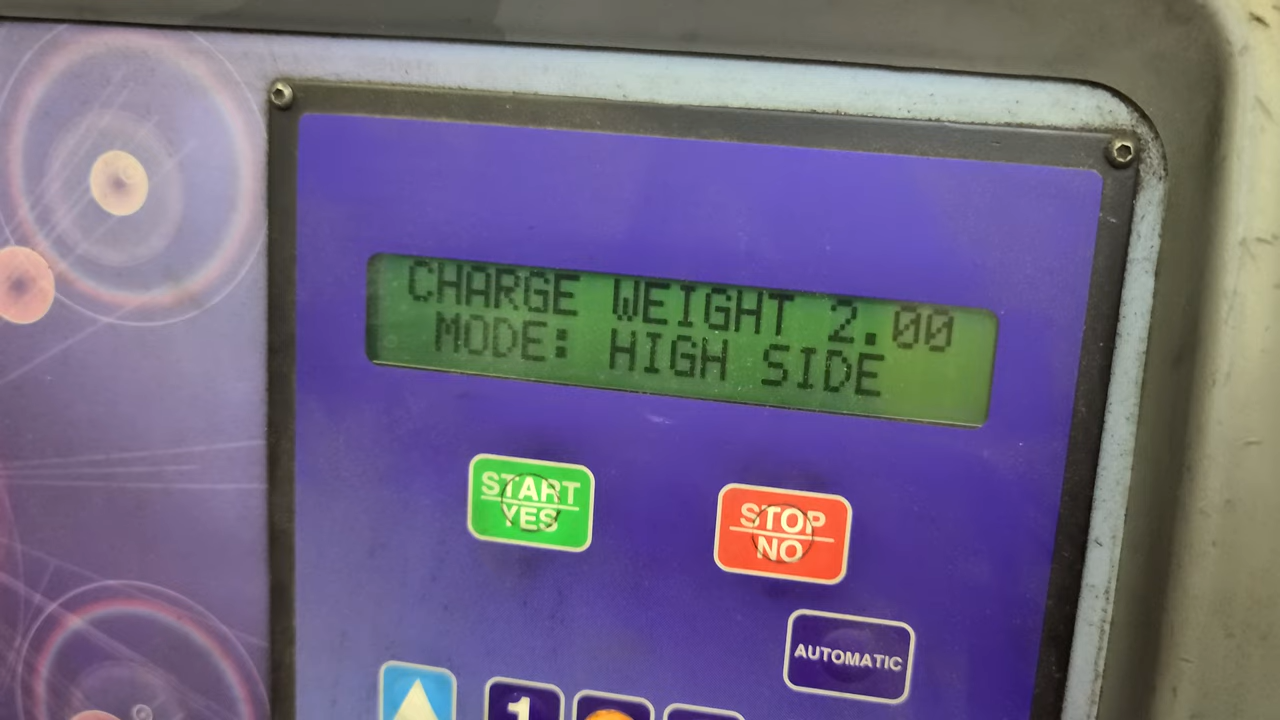 CHARGE WEIGHT 2.00
MODE: HIGH SIDE
START
YES
STOP
NO
AUTOMATIC
1